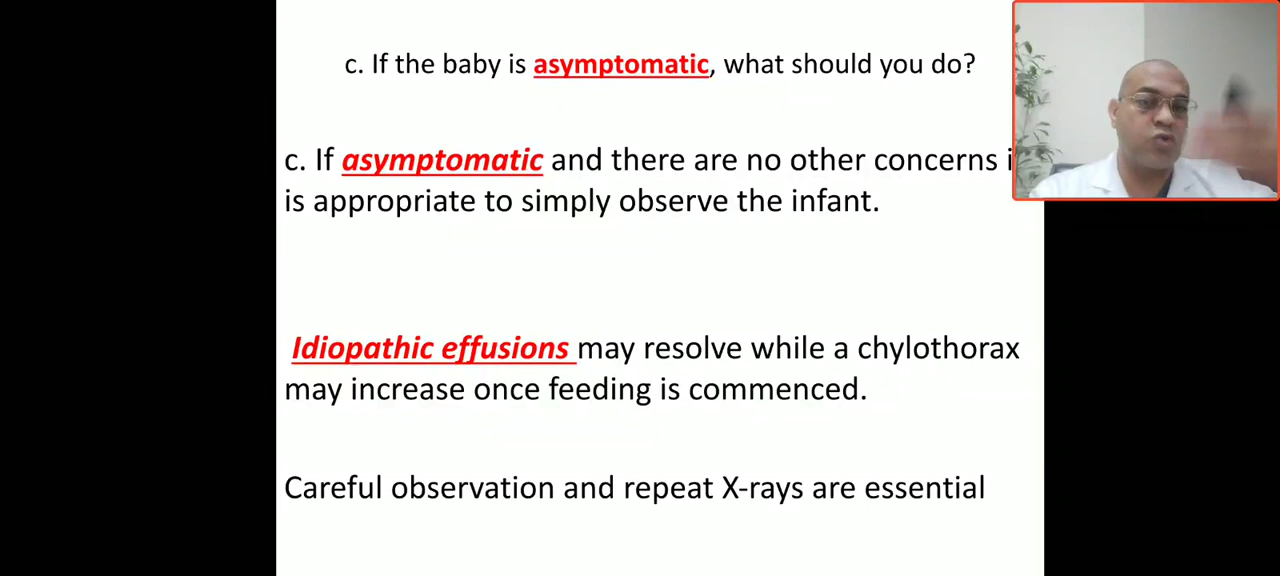 c. If the baby is asymptomatic, what should you do?
c. If asymptomatic and there are no other concerns
is appropriate to simply observe the infant.
Idiopathic effusions may resolve while a chylothorax
may increase once feeding is commenced.
Careful observation and repeat X-rays are essential